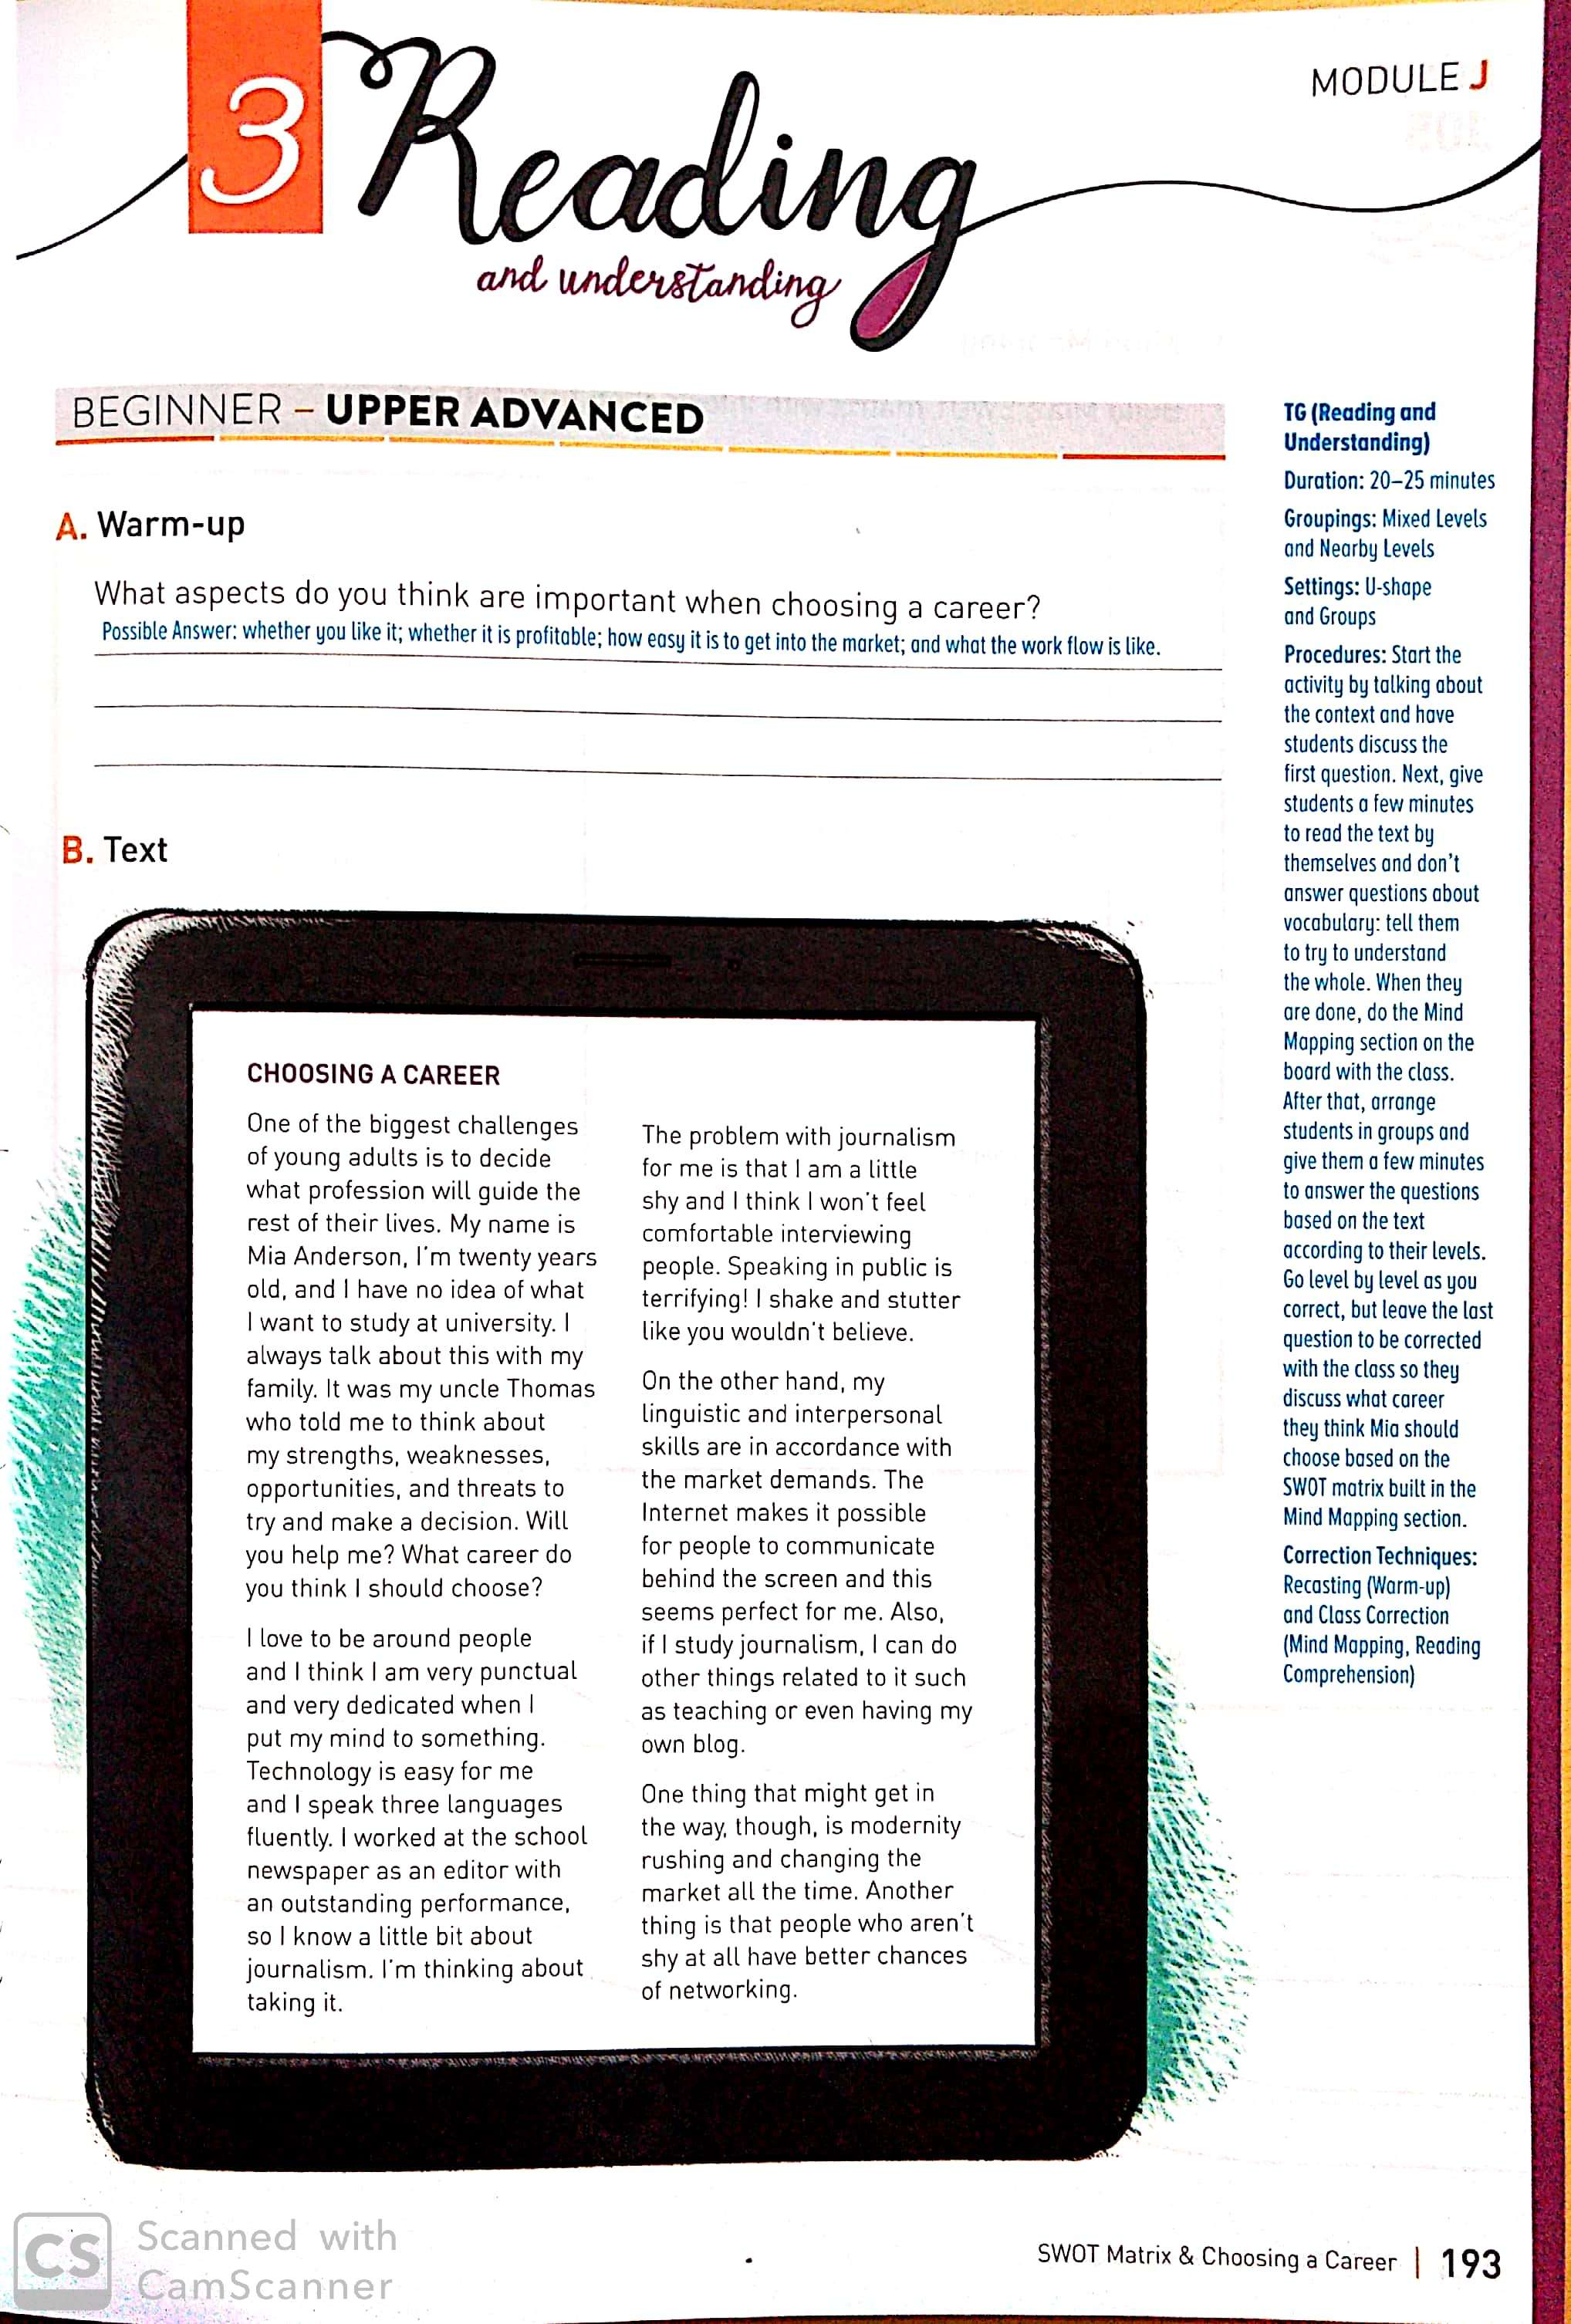 3 Reading
and understanding
MODULE J
BEGINNER – UPPER ADVANCED
A. Warm-up
What aspects do you think are important when choosing a career?
Possible Answer: whether you like it; whether it is profitable; how easy it is to get into the market; and what the work flow is like.
B. Text
CHOOSING A CAREER
One of the biggest challenges
of young adults is to decide
what profession will guide the
rest of their lives. My name is
Mia Anderson, I'm twenty years
old, and I have no idea of what
I want to study at university. I
always talk about this with my
family. It was my uncle Thomas
who told me to think about
my strengths, weaknesses,
opportunities, and threats to
try and make a decision. Will
you help me? What career do
you think I should choose?
I love to be around people
and I think I am very punctual
and very dedicated when I
put my mind to something.
Technology is easy for me
and I speak three languages
fluently. I worked at the school
newspaper as an editor with
an outstanding performance,
so I know a little bit about
journalism. I'm thinking about
taking it.
The problem with journalism
for me is that I am a little
shy and I think I won't feel
comfortable interviewing
people. Speaking in public is
terrifying! I shake and stutter
like you wouldn't believe.
On the other hand, my
linguistic and interpersonal
skills are in accordance with
the market demands. The
Internet makes it possible
for people to communicate
behind the screen and this
seems perfect for me. Also,
if I study journalism, I can do
other things related to it such
as teaching or even having my
own blog.
One thing that might get in
the way, though, is modernity
rushing and changing the
market all the time. Another
thing is that people who aren't
shy at all have better chances
of networking.
TG (Reading and
Understanding)
Duration: 20–25 minutes
Groupings: Mixed Levels
and Nearby Levels
Settings: U-shape
and Groups
Procedures: Start the
activity by talking about
the context and have
students discuss the
first question. Next, give
students a few minutes
to read the text by
themselves and don't
answer questions about
vocabulary: tell them
to try to understand
the whole. When they
are done, do the Mind
Mapping section on the
board with the class.
After that, arrange
students in groups and
give them a few minutes
to answer the questions
based on the text
according to their levels.
Go level by level as you
correct, but leave the last
question to be corrected
with the class so they
discuss what career
they think Mia should
choose based on the
SWOT matrix built in the
Mind Mapping section.
Correction Techniques:
Recasting (Warm-up)
and Class Correction
(Mind Mapping, Reading
Comprehension)
SWOT Matrix & Choosing a Career | 193
CS Scanned with
CamScanner